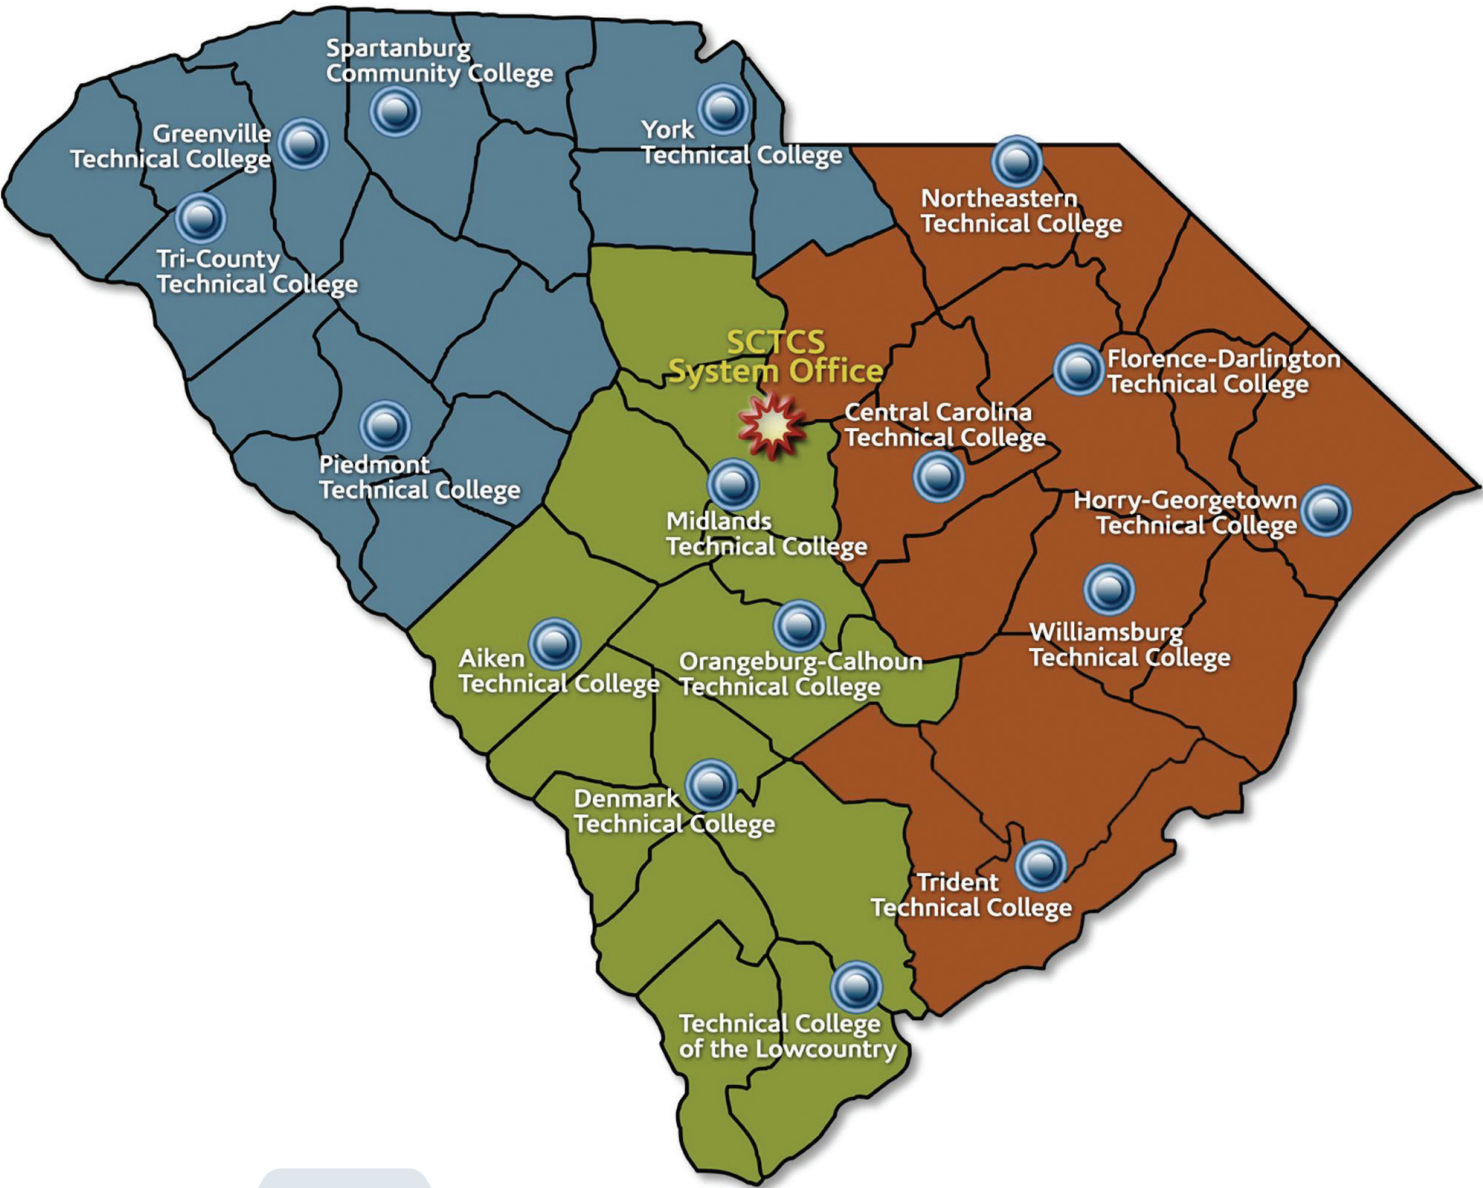 Spartanburg
Community College
Greenville
Technical College
York
Technical College
Northeastern
Technical College
Tri-County
Technical College
SCTCS
System Office
Florence-Darlington
Technical College
Central Carolina
Technical College
Piedmont
Technical College
Horry-Georgetown
Technical College
Midlands
Technical College
Williamsburg
Technical College
Aiken
Technical College
Orangeburg-Calhoun
Technical College
Denmark
Technical College
Trident
Technical College
Technical College
of the Lowcountry